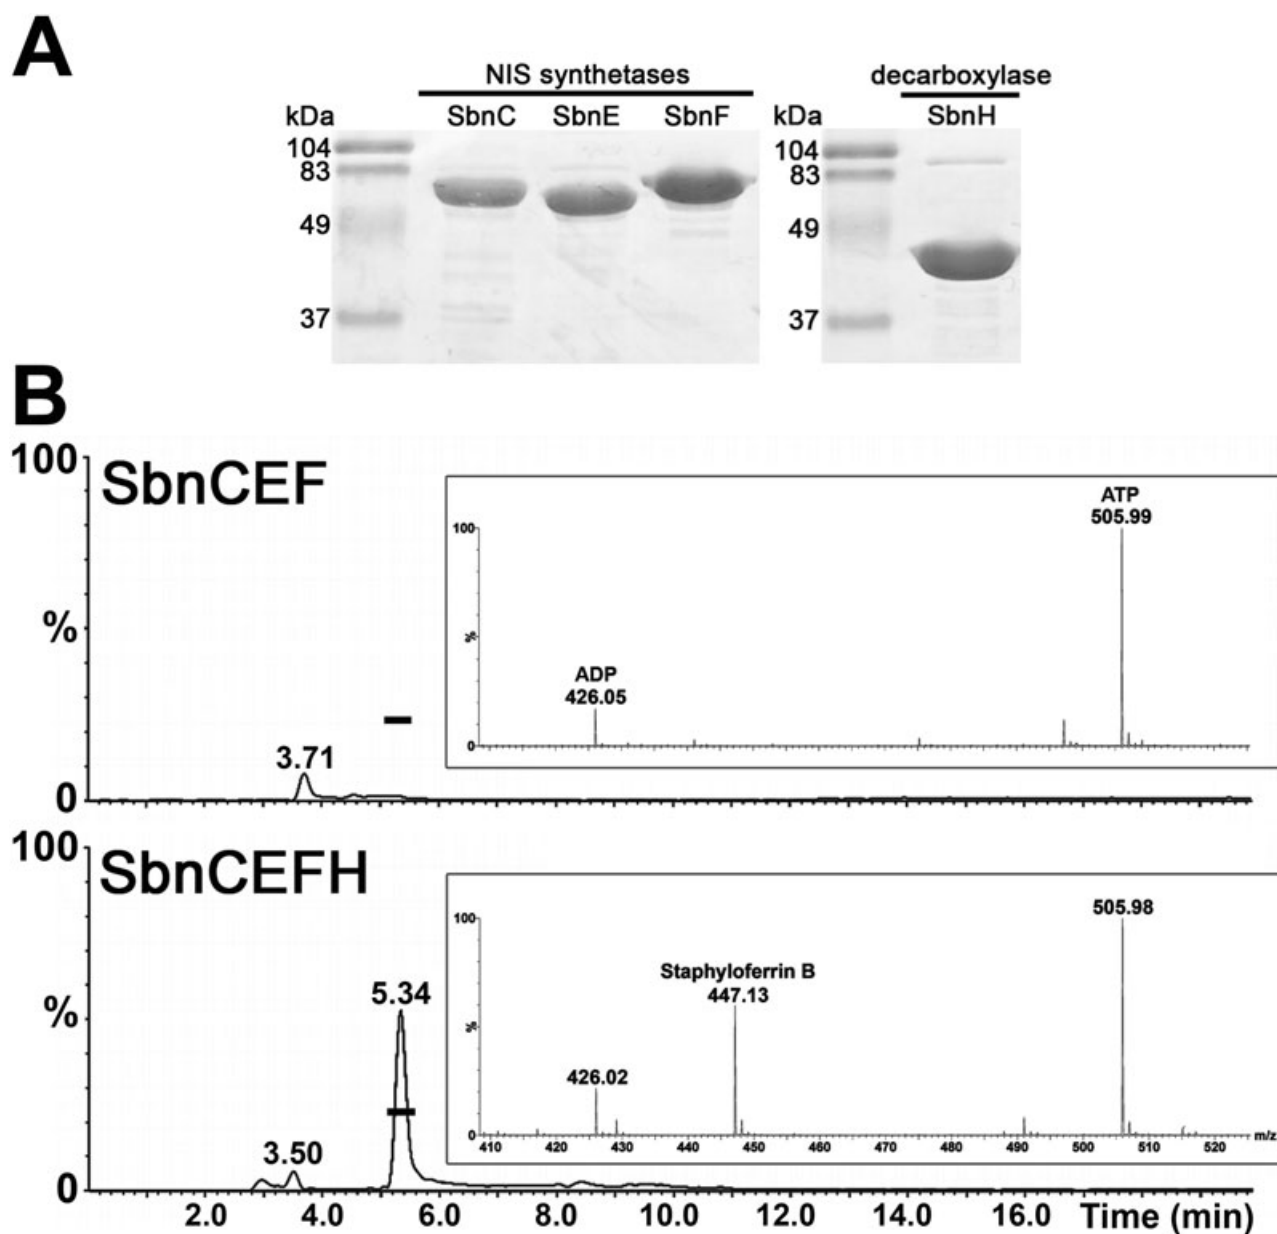 A
NIS synthetases
decarboxylase
kDa SbnC SbnE SbnF
kDa SbnH
104
83
49
37
104
83
49
37
B
100
%
0
SbnCEF
3.71
100
%
0
ADP
426.05
ATP
505.99
100
%
0
SbnCEFH
3.50
5.34
100
%
0
426.02
Staphyloferrin B
447.13
505.98
410 420 430 440 450 460 470 480 490 500 510 520 m/z
2.0 4.0 6.0 8.0 10.0 12.0 14.0 16.0 Time (min)